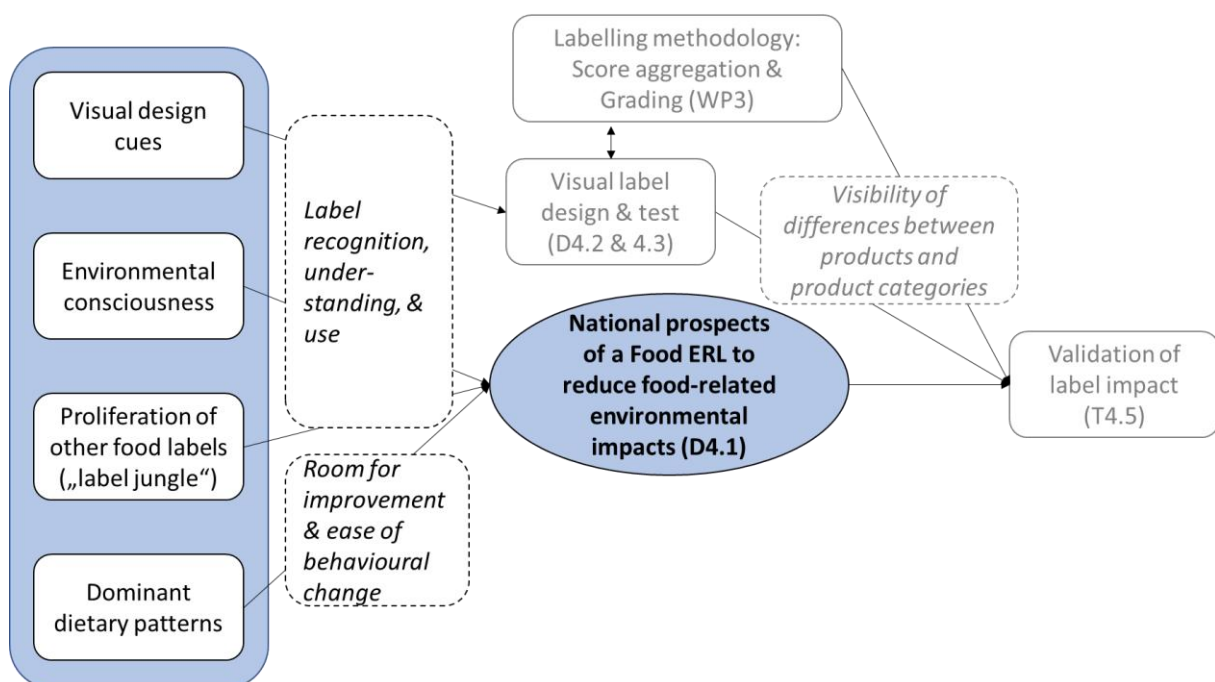 Visual design
cues
Environmental
consciousness
Proliferation of
other food labels
(„label jungle“)
Dominant
dietary patterns
Label
recognition,
under-
standing, &
use
Room for
improvement
& ease of
behavioural
change
Labelling methodology:
Score aggregation &
Grading (WP3)
Visual label
design & test
(D4.2 & 4.3)
National prospects
of a Food ERL to
reduce food-related
environmental
impacts (D4.1)
Visibility of
differences between
products and
product categories
Validation of
label impact
(T4.5)